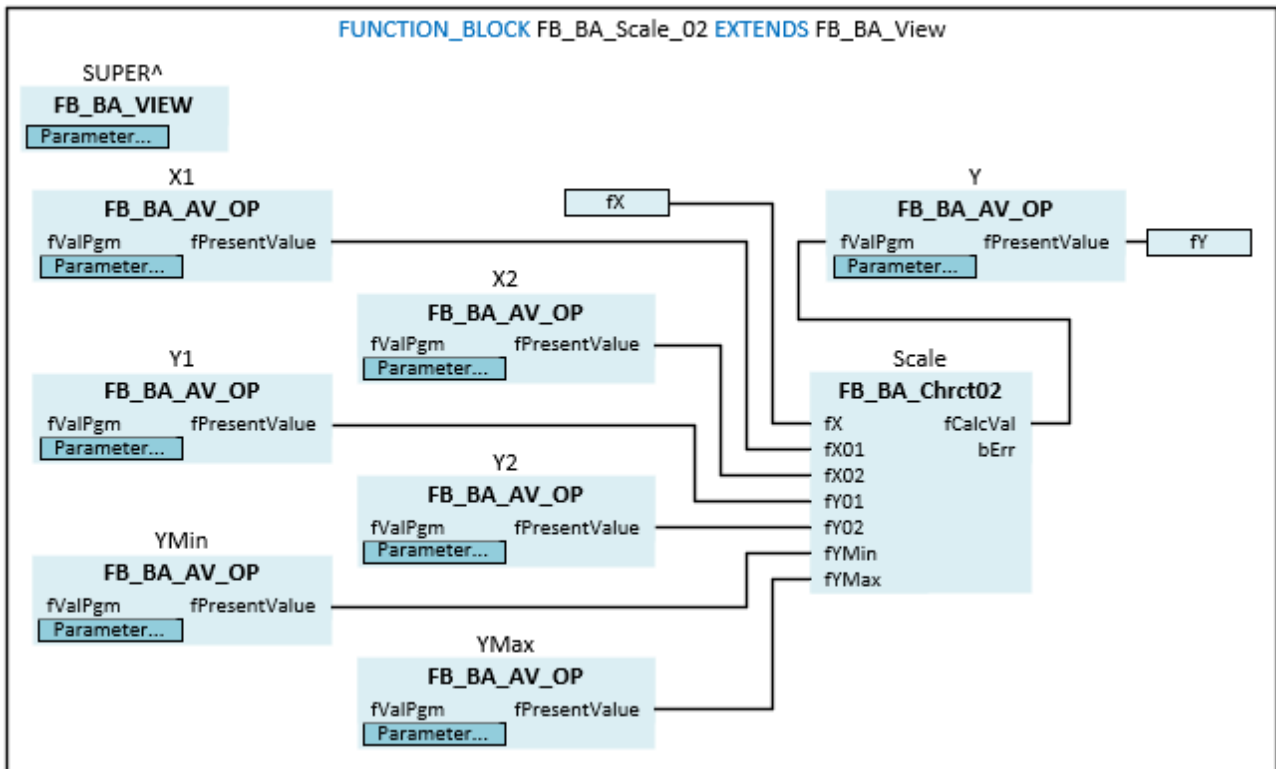 FUNCTION_BLOCK FB_BA_Scale_02 EXTENDS FB_BA_View
SUPER^
FB_BA_VIEW
Parameter...
X1
FB_BA_AV_OP
fValPgm fPresentValue
Parameter...
fX
Y
FB_BA_AV_OP
fValPgm fPresentValue
Parameter...
fY
X2
FB_BA_AV_OP
fValPgm fPresentValue
Parameter...
Y1
FB_BA_AV_OP
fValPgm fPresentValue
Parameter...
Scale
FB_BA_Chrct02
fX fCalcVal
fX01 bErr
fX02
fY01
fY02
fYMin
fYMax
Y2
FB_BA_AV_OP
fValPgm fPresentValue
Parameter...
YMin
FB_BA_AV_OP
fValPgm fPresentValue
Parameter...
YMax
FB_BA_AV_OP
fValPgm fPresentValue
Parameter...